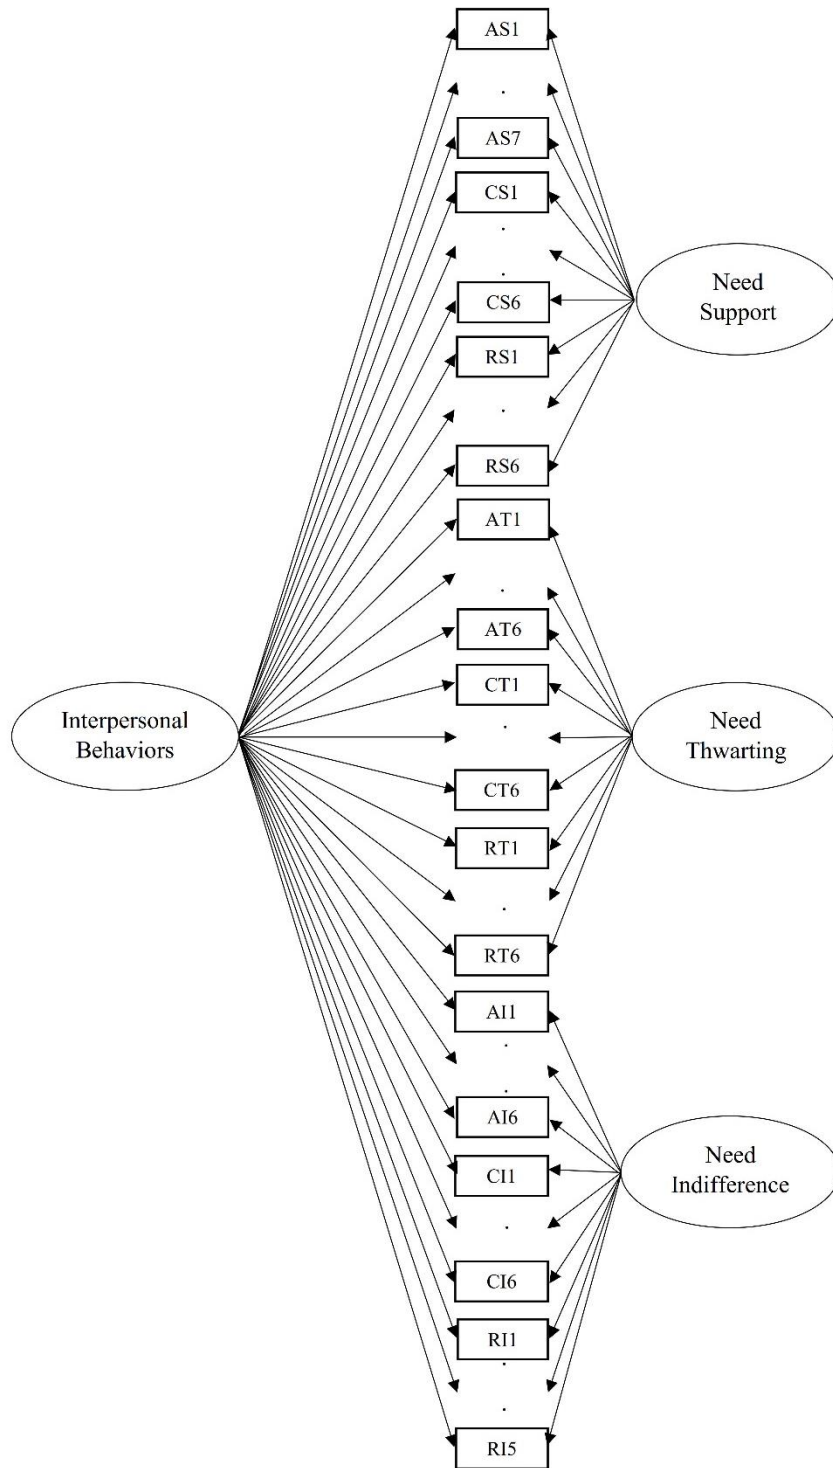 AS1
AS7
CS1
CS6
RS1
RS6
AT1
AT6
CT1
CT6
RT1
RT6
AI1
AI6
CI1
CI6
RI1
RI5
Interpersonal
Behaviors
Need
Support
Need
Thwarting
Need
Indifference